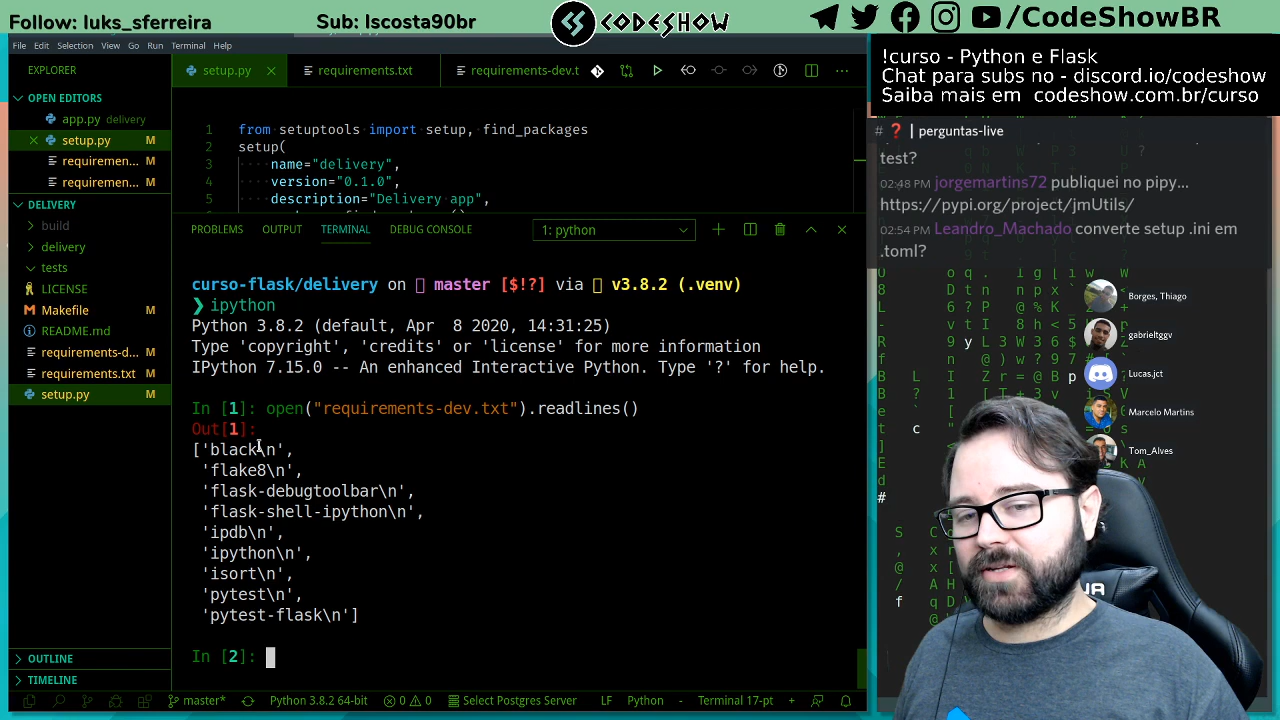 Follow: luks_sferreira
Sub: lscosta90br
CODESHOW
/CodeShowBR
File Edit Selection View Go Run Terminal Help
EXPLORER
OPEN EDITORS
app.py delivery
setup.py M
requiremen... M
requiremen... M
DELIVERY
build
delivery
tests
LICENSE
Makefile M
README.md
requirements-d... M
requirements.txt M
setup.py M
OUTLINE
TIMELINE
setup.py
requirements.txt
requirements-dev.t
1 from setuptools import setup, find_packages
2 setup(
3 ····name="delivery",
4 ····version="0.1.0",
5 ····description="Delivery app",
PROBLEMS OUTPUT TERMINAL DEBUG CONSOLE
1: python
curso-flask/delivery on master [$!?] via v3.8.2 (.venv)
❯ ipython
Python 3.8.2 (default, Apr  8 2020, 14:31:25)
Type 'copyright', 'credits' or 'license' for more information
IPython 7.15.0 -- An enhanced Interactive Python. Type '?' for help.
In [1]: open("requirements-dev.txt").readlines()
Out[1]:
['black\n',
'flake8\n',
'flask-debugtoolbar\n',
'flask-shell-ipython\n',
'ipdb\n',
'ipython\n',
'isort\n',
'pytest\n',
'pytest-flask\n']
In [2]:
master* Python 3.8.2 64-bit 0 0 Select Postgres Server LF Python - Terminal 17-pt +
!curso - Python e Flask
Chat para subs no - discord.io/codeshow
Saiba mais em codeshow.com.br/curso
# ❓ | perguntas-live
test?
02:48 PM jorgemartins72 publiquei no pipy...
https://pypi.org/project/jmUtils/
02:54 PM Leandro_Machado converte setup .ini em
.toml?
Borges, Thiago
gabrieltggv
Lucas.jct
Marcelo Martins
Tom_Alves